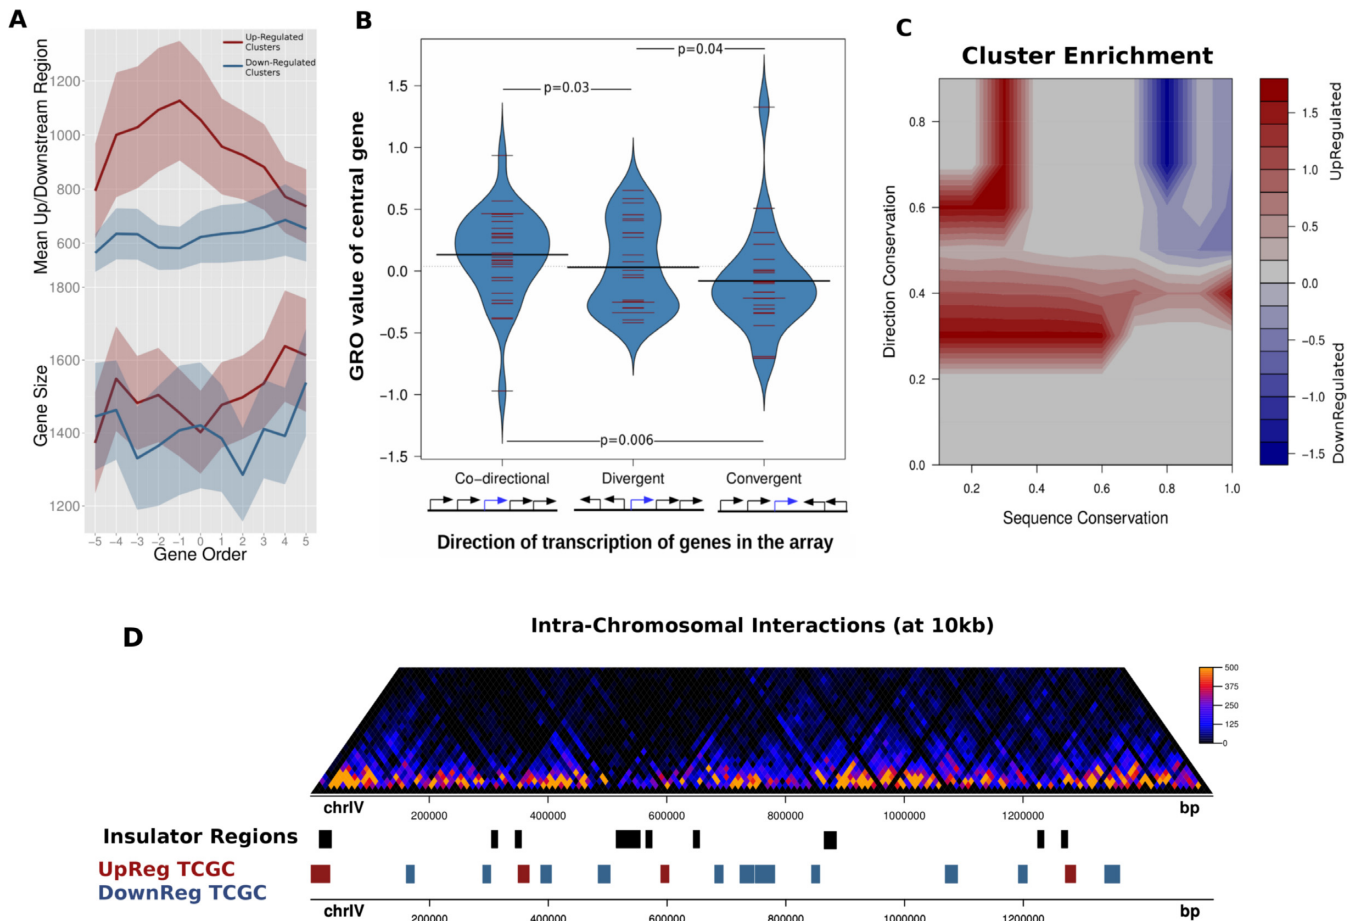 A
Up-Regulated
Clusters
Down-Regulated
Clusters
Mean Up/Downstream Region
1200
1000
800
600
Gene Size
1800
1600
1400
1200
−5 −4 −3 −2 −1 0 1 2 3 4 5
Gene Order
B
GRO value of central gene
1.5
1.0
0.5
0.0
−0.5
−1.0
−1.5
p=0.04
p=0.03
p=0.006
Co−directional Divergent Convergent
Direction of transcription of genes in the array
C
Cluster Enrichment
Direction Conservation
0.8
0.6
0.4
0.2
0.0
0.2 0.4 0.6 0.8 1.0
Sequence Conservation
1.5
1.0
0.5
0.0
−0.5
−1.0
−1.5
UpRegulated
DownRegulated
D
Intra-Chromosomal Interactions (at 10kb)
500
375
250
125
0
chrIV bp
200000 400000 600000 800000 1000000 1200000
Insulator Regions
UpReg TCGC
DownReg TCGC
chrIV bp
200000 400000 600000 800000 1000000 1200000